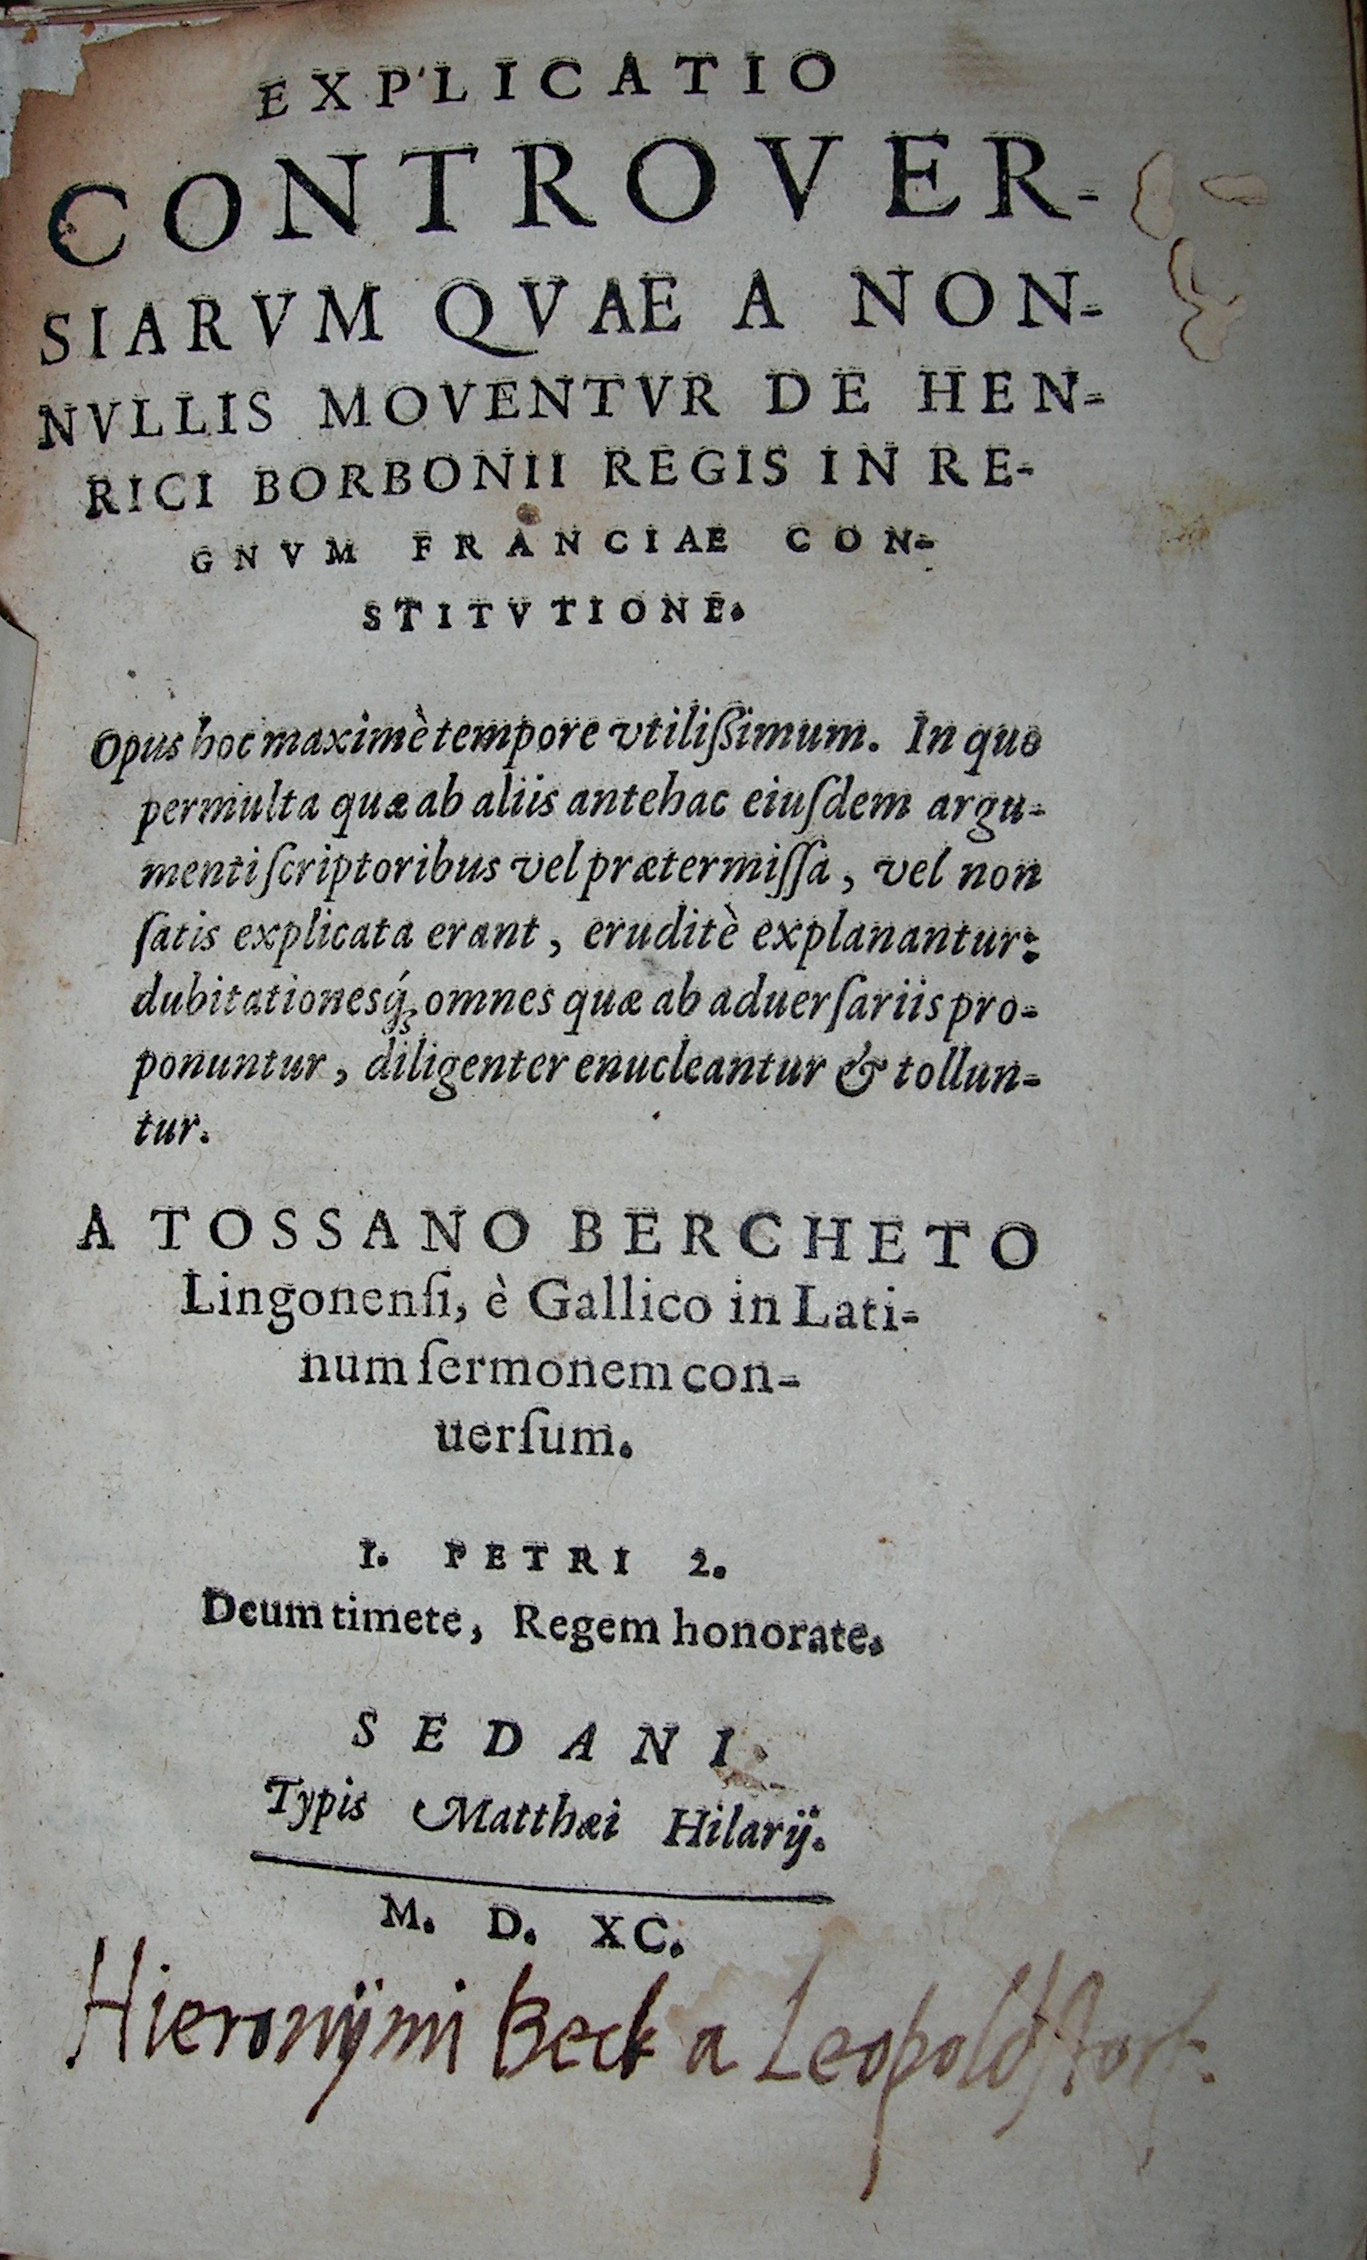 EXPLICATIO
CONTROVER-
SIARVM QVAE A NON-
NVLLIS MOVENTVR DE HEN-
RICI BORBONII REGIS IN RE-
GNVM FRANCIAE CON-
STITVTIONE.
Opus hoc maximè tempore vtilißimum. In quo
permulta quæ ab aliis antehac eiuſdem argu-
menti ſcriptoribus vel prætermiſſa, vel non
ſatis explicata erant, eruditè explanantur:
dubitationesq́ꝫ omnes quæ ab aduerſariis pro-
ponuntur, diligenter enucleantur & tollun-
tur.
A TOSSANO BERCHETO
Lingonenſi, è Gallico in Lati-
num ſermonem con-
uerſum.
I. PETRI 2.
Deum timete, Regem honorate.
SEDANI.
Typis Matthæi Hilarij.
M. D. XC.
Hieronÿmi Beck a Leopoldſtorf.